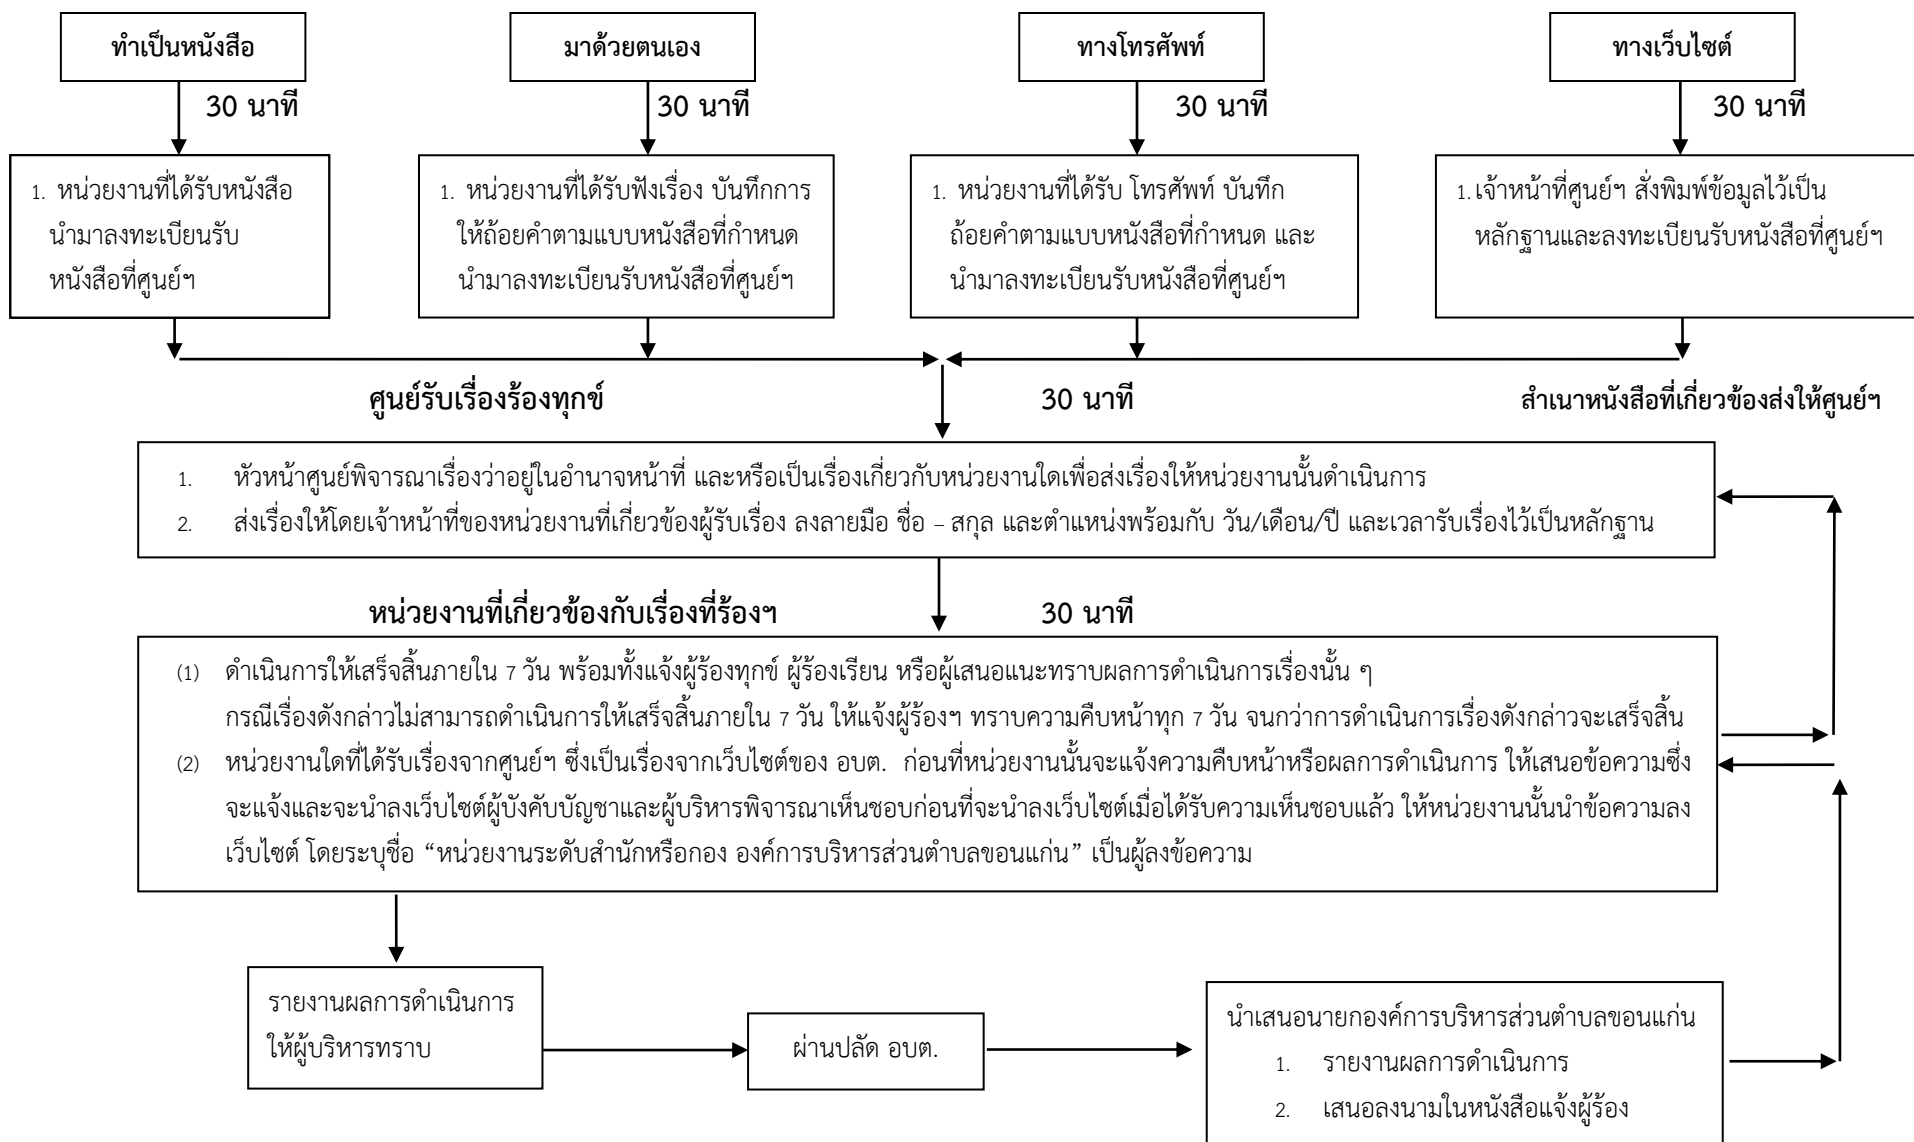 ทำเป็นหนังสือ
มาด้วยตนเอง
ทางโทรศัพท์
ทางเว็บไซต์
30 นาที
30 นาที
30 นาที
30 นาที
1. หน่วยงานที่ได้รับหนังสือ
นำมาลงทะเบียนรับ
หนังสือที่ศูนย์ฯ
1. หน่วยงานที่ได้รับฟังเรื่อง บันทึกการ
ให้ถ้อยคำตามแบบหนังสือที่กำหนด
นำมาลงทะเบียนรับหนังสือที่ศูนย์ฯ
1. หน่วยงานที่ได้รับ โทรศัพท์ บันทึก
ถ้อยคำตามแบบหนังสือที่กำหนด และ
นำมาลงทะเบียนรับหนังสือที่ศูนย์ฯ
1. เจ้าหน้าที่ศูนย์ฯ สั่งพิมพ์ข้อมูลไว้เป็น
หลักฐานและลงทะเบียนรับหนังสือที่ศูนย์ฯ
ศูนย์รับเรื่องร้องทุกข์
30 นาที
สำเนาหนังสือที่เกี่ยวข้องส่งให้ศูนย์ฯ
1. หัวหน้าศูนย์พิจารณาเรื่องว่าอยู่ในอำนาจหน้าที่ และหรือเป็นเรื่องเกี่ยวกับหน่วยงานใดเพื่อส่งเรื่องให้หน่วยงานนั้นดำเนินการ
2. ส่งเรื่องให้โดยเจ้าหน้าที่ของหน่วยงานที่เกี่ยวข้องผู้รับเรื่อง ลงลายมือ ชื่อ – สกุล และตำแหน่งพร้อมกับ วัน/เดือน/ปี และเวลารับเรื่องไว้เป็นหลักฐาน
หน่วยงานที่เกี่ยวข้องกับเรื่องที่ร้องฯ
30 นาที
(1) ดำเนินการให้เสร็จสิ้นภายใน 7 วัน พร้อมทั้งแจ้งผู้ร้องทุกข์ ผู้ร้องเรียน หรือผู้เสนอแนะทราบผลการดำเนินการเรื่องนั้น ๆ
กรณีเรื่องดังกล่าวไม่สามารถดำเนินการให้เสร็จสิ้นภายใน 7 วัน ให้แจ้งผู้ร้องฯ ทราบความคืบหน้าทุก 7 วัน จนกว่าการดำเนินการเรื่องดังกล่าวจะเสร็จสิ้น
(2) หน่วยงานใดที่ได้รับเรื่องจากศูนย์ฯ ซึ่งเป็นเรื่องจากเว็บไซต์ของ อบต. ก่อนที่หน่วยงานนั้นจะแจ้งความคืบหน้าหรือผลการดำเนินการ ให้เสนอข้อความซึ่ง
จะแจ้งและจะนำลงเว็บไซต์ผู้บังคับบัญชาและผู้บริหารพิจารณาเห็นชอบก่อนที่จะนำลงเว็บไซต์เมื่อได้รับความเห็นชอบแล้ว ให้หน่วยงานนั้นนำข้อความลง
เว็บไซต์ โดยระบุชื่อ “หน่วยงานระดับสำนักหรือกอง องค์การบริหารส่วนตำบลขอนแก่น” เป็นผู้ลงข้อความ
รายงานผลการดำเนินการ
ให้ผู้บริหารทราบ
ผ่านปลัด อบต.
นำเสนอนายกองค์การบริหารส่วนตำบลขอนแก่น
1. รายงานผลการดำเนินการ
2. เสนอลงนามในหนังสือแจ้งผู้ร้อง